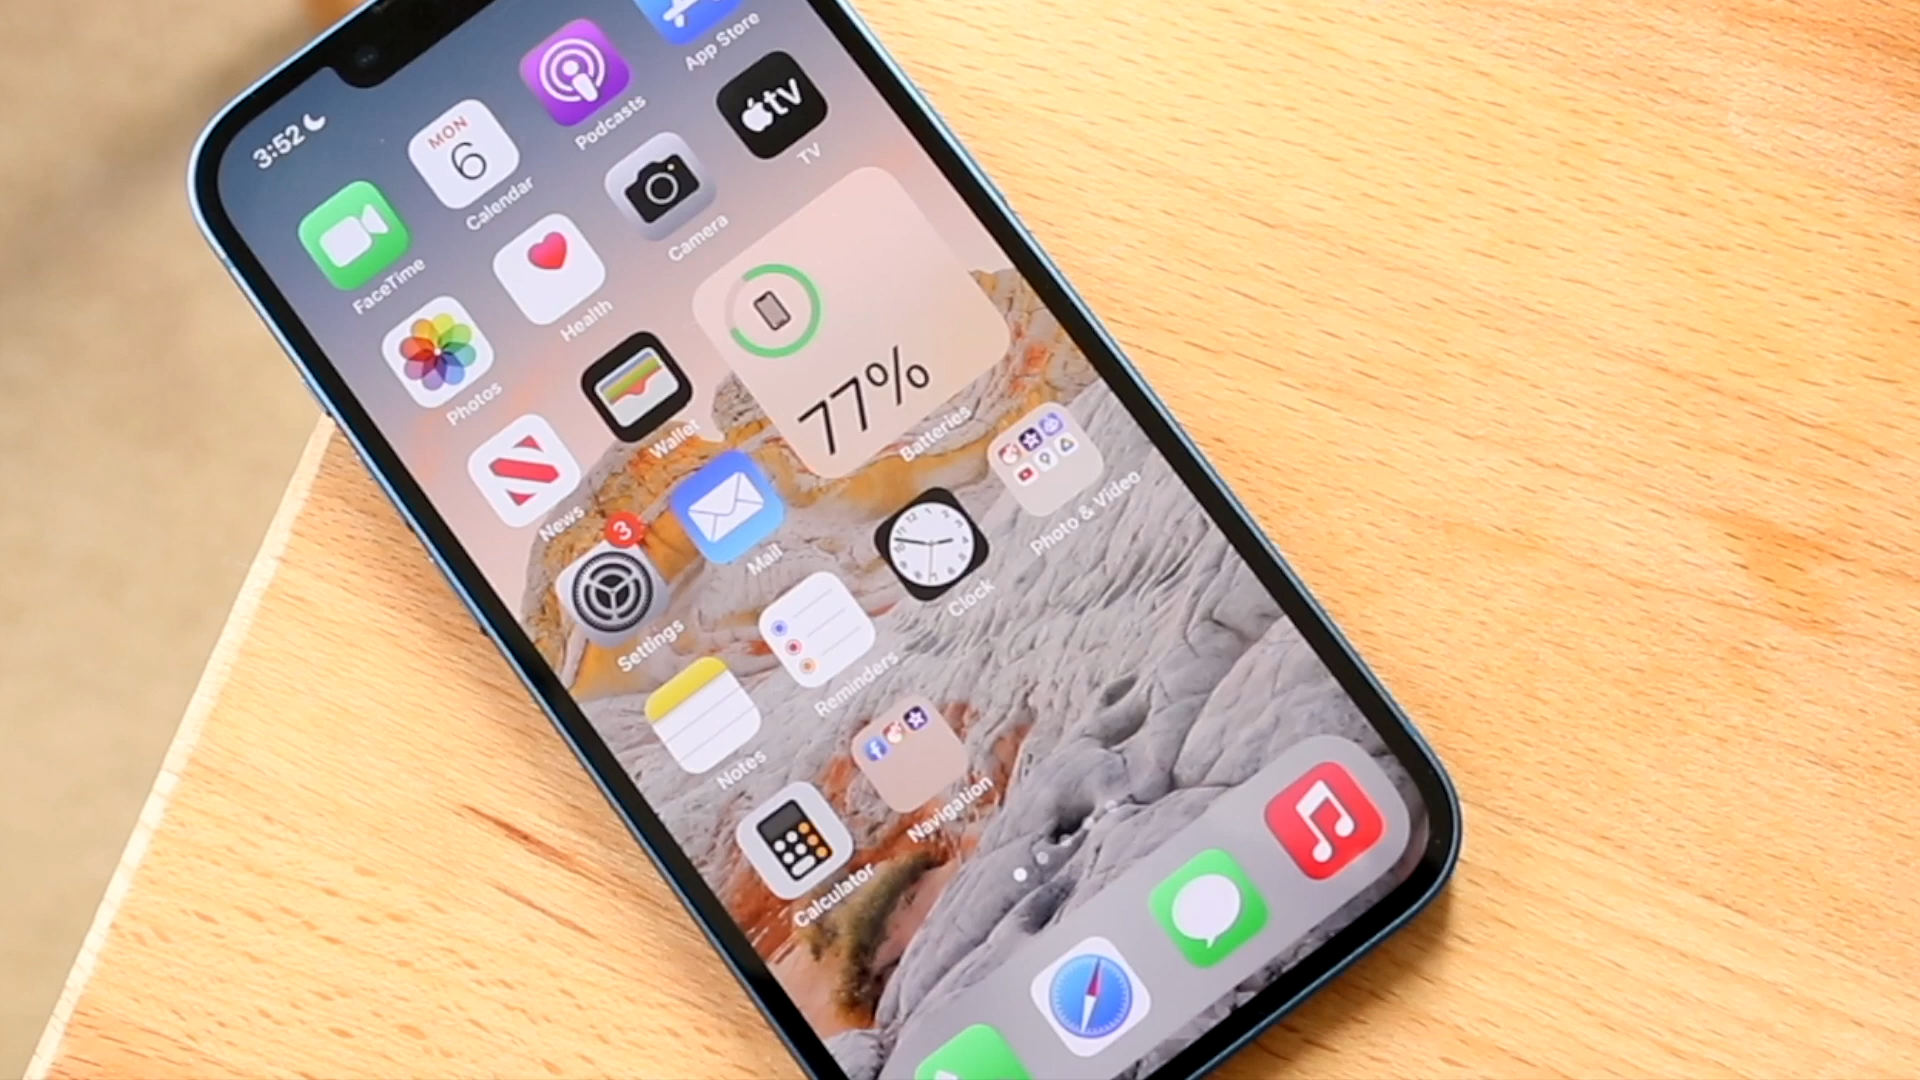 3:52
FaceTime
MON
6
Calendar
Podcasts
App Store
Photos
Health
Camera
tv
TV
News
Wallet
77%
Batteries
3
Settings
Mail
Clock
Photo & Video
Notes
Reminders
Calculator
Navigation